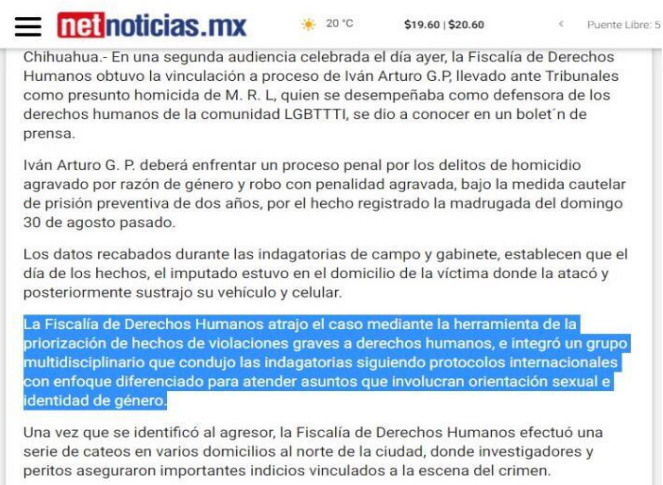 netnoticias.mx
20 °C
$19.60 | $20.60
Puente Libre: 5
Chihuahua.- En una segunda audiencia celebrada el día ayer, la Fiscalía de Derechos
Humanos obtuvo la vinculación a proceso de Iván Arturo G.P, llevado ante Tribunales
como presunto homicida de M. R. L, quien se desempeñaba como defensora de los
derechos humanos de la comunidad LGBTTTI, se dio a conocer en un bolet´n de
prensa.
Iván Arturo G. P. deberá enfrentar un proceso penal por los delitos de homicidio
agravado por razón de género y robo con penalidad agravada, bajo la medida cautelar
de prisión preventiva de dos años, por el hecho registrado la madrugada del domingo
30 de agosto pasado.
Los datos recabados durante las indagatorias de campo y gabinete, establecen que el
día de los hechos, el imputado estuvo en el domicilio de la víctima donde la atacó y
posteriormente sustrajo su vehículo y celular.
La Fiscalía de Derechos Humanos atrajo el caso mediante la herramienta de la
priorización de hechos de violaciones graves a derechos humanos, e integró un grupo
multidisciplinario que condujo las indagatorias siguiendo protocolos internacionales
con enfoque diferenciado para atender asuntos que involucran orientación sexual e
identidad de género.
Una vez que se identificó al agresor, la Fiscalía de Derechos Humanos efectuó una
serie de cateos en varios domicilios al norte de la ciudad, donde investigadores y
peritos aseguraron importantes indicios vinculados a la escena del crimen.